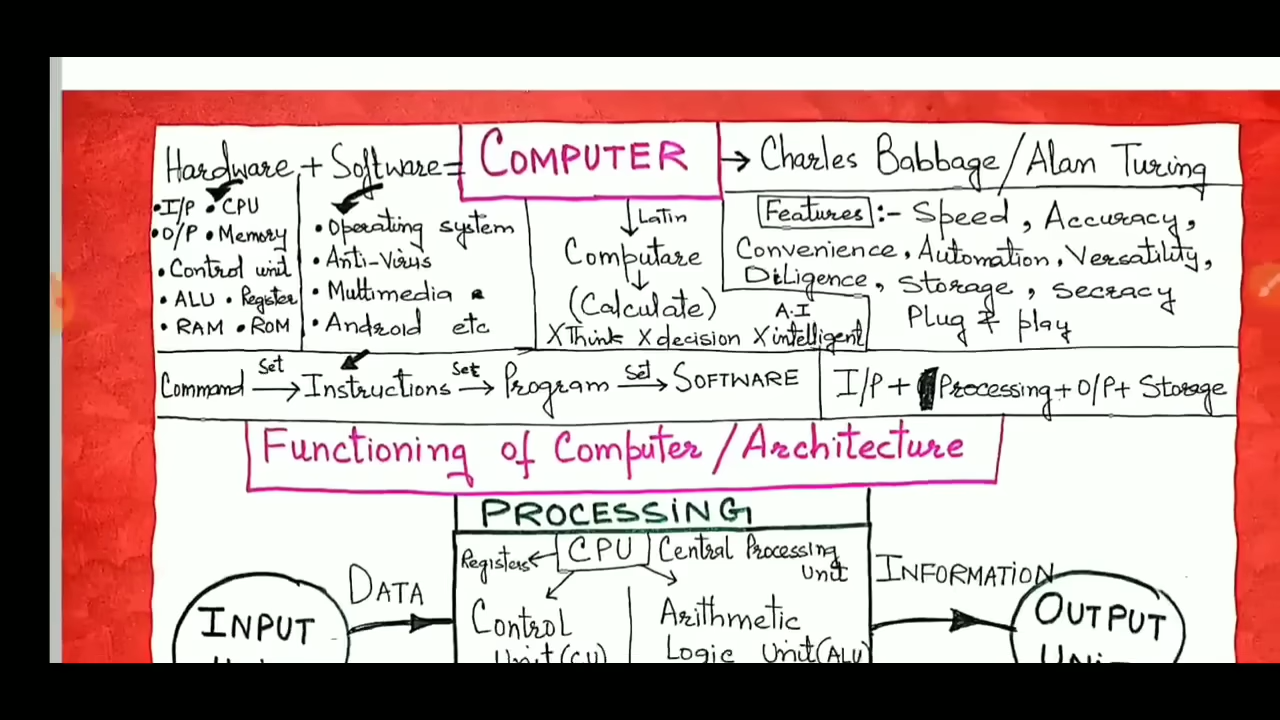 Hardware + Software = COMPUTER → Charles Babbage/Alan Turing
• I/P • CPU
• O/P • Memory
• Control unit
• ALU • Register
• RAM • ROM
• Operating system
• Anti-Virus
• Multimedia
• Android etc
↓ Latin
Computare
↓
(Calculate)
A.I
X Think X decision X intelligent
Features :- Speed, Accuracy,
Convenience, Automation, Versatility,
Diligence, Storage, Secracy
Plug & play
Command Set → Instructions Set → Program Set → SOFTWARE
I/P + Processing + O/P + Storage
Functioning of Computer/Architecture
PROCESSING
Registers ← CPU Central Processing
Unit
DATA
INFORMATION
INPUT
Control
Unit (CU)
Arithmetic
Logic Unit (ALU)
OUTPUT